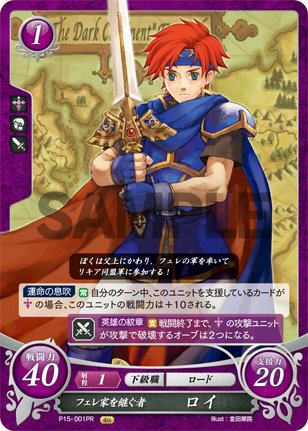 1
The Dark
SAMPLE
ぼくは父上にかわり、フェレの軍を率いて
リキア同盟軍に参加する!
運命の息吹 常 自分のターン中、このユニットを支援しているカードが
の場合、このユニットの戦闘力は+10される。
英雄の紋章 支 戦闘終了まで、の攻撃ユニット
が攻撃で破壊するオーブは2つになる。
戦闘力
40
射程 1 下級職 ロード
支援力
20
フェレ家を継ぐ者 ロイ
P15-001PR
Illust:金田榮路